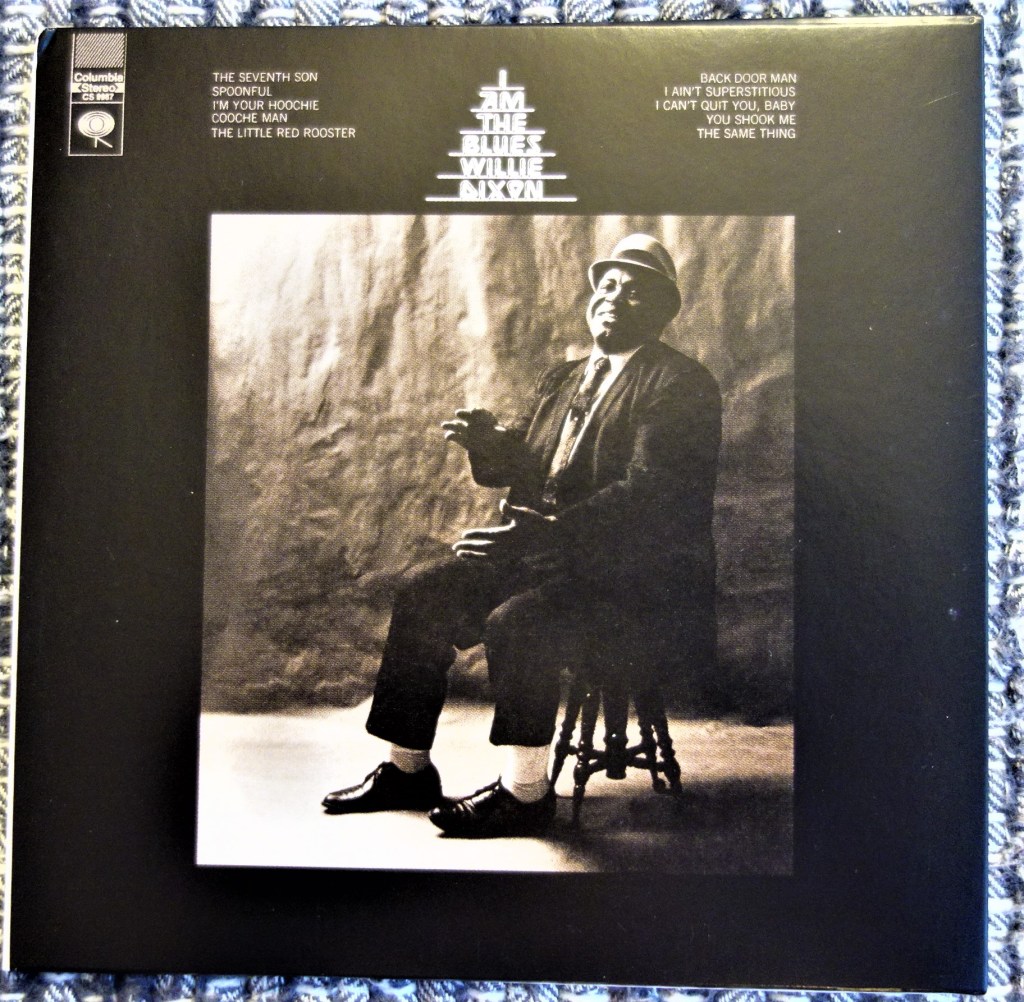 Columbia
Stereo
CS 9987
THE SEVENTH SON
SPOONFUL
I'M YOUR HOOCHIE
COOCHE MAN
THE LITTLE RED ROOSTER
I
AM
THE
BLUES
WILLIE
DIXON
BACK DOOR MAN
I AIN'T SUPERSTITIOUS
I CAN'T QUIT YOU, BABY
YOU SHOOK ME
THE SAME THING